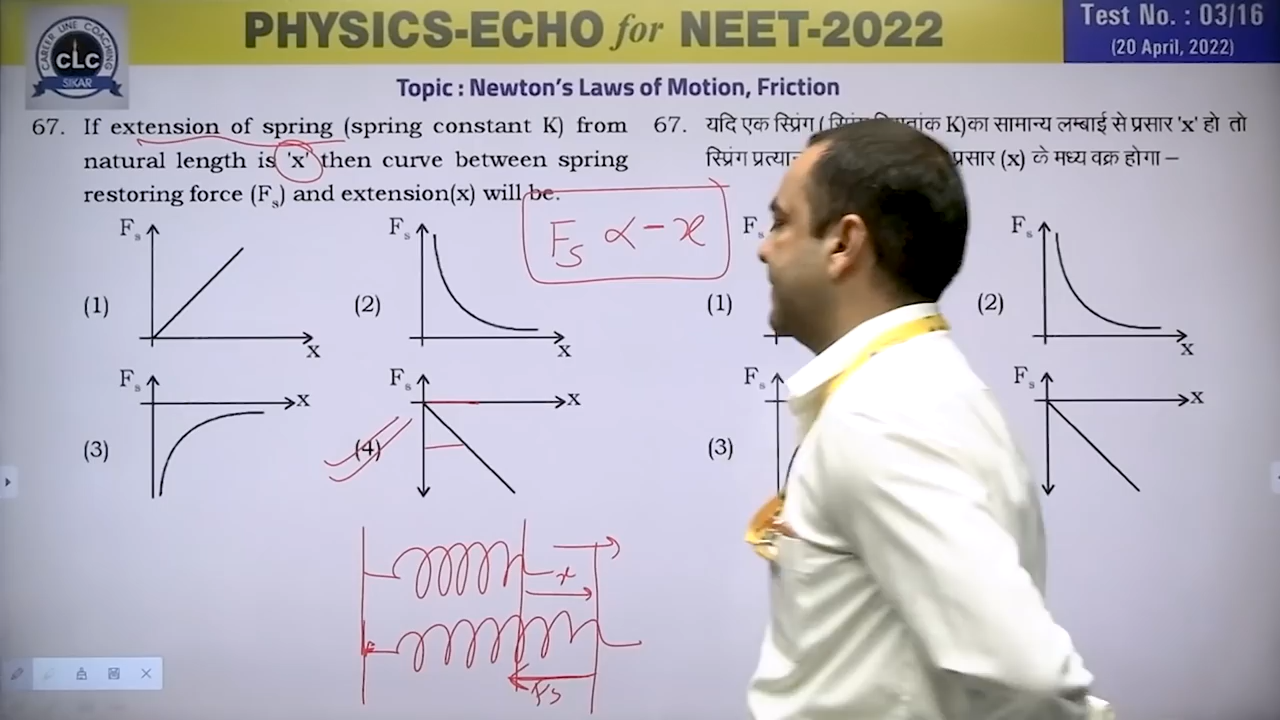 CAREER LINE COACHING
CLC
SIKAR
PHYSICS-ECHO for NEET-2022
Test No. : 03/16
(20 April, 2022)
Topic : Newton's Laws of Motion, Friction
67. If extension of spring (spring constant K) from
natural length is 'x' then curve between spring
restoring force (Fs) and extension(x) will be.
Fs ∝ - x
(1) Fs x
(2) Fs x
(3) Fs x
(4) Fs x
x
Fs
67. यदि एक स्प्रिंग ( K)का सामान्य लम्बाई से प्रसार 'x' हो तो
स्प्रिंग प्रसार (x) के मध्य वक्र होगा –
(1) Fs
(2) Fs x
(3) Fs
Fs x